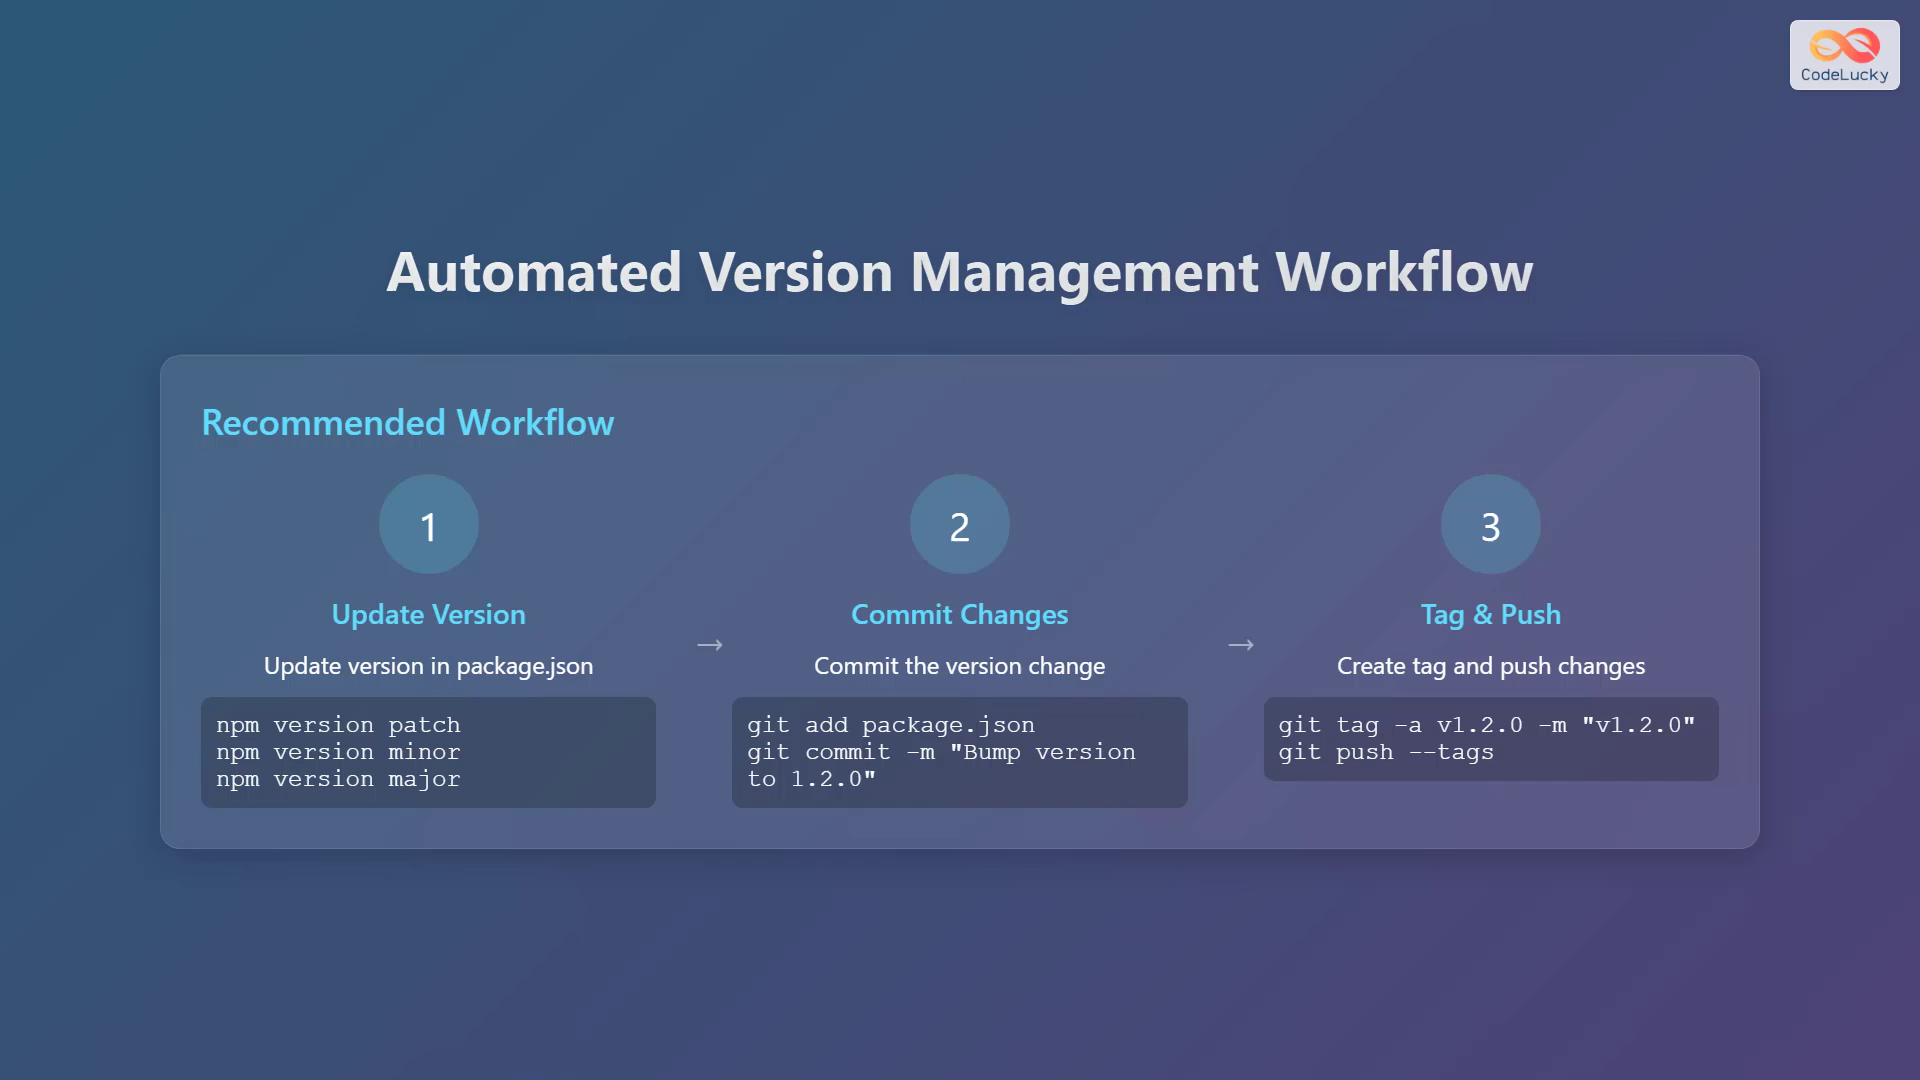 CodeLucky
Automated Version Management Workflow
Recommended Workflow
1
Update Version
Update version in package.json
npm version patch
npm version minor
npm version major
→
2
Commit Changes
Commit the version change
git add package.json
git commit -m "Bump version
to 1.2.0"
→
3
Tag & Push
Create tag and push changes
git tag -a v1.2.0 -m "v1.2.0"
git push --tags